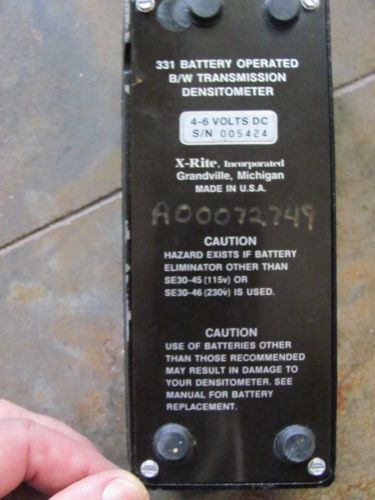 331 BATTERY OPERATED
B/W TRANSMISSION
DENSITOMETER
4-6 VOLTS DC
S/N 005424
X-Rite, Incorporated
Grandville, Michigan
MADE IN U.S.A.
A00072749
CAUTION
HAZARD EXISTS IF BATTERY
ELIMINATOR OTHER THAN
SE30-45 (115v) OR
SE30-46 (230v) IS USED.
CAUTION
USE OF BATTERIES OTHER
THAN THOSE RECOMMENDED
MAY RESULT IN DAMAGE TO
YOUR DENSITOMETER. SEE
MANUAL FOR BATTERY
REPLACEMENT.